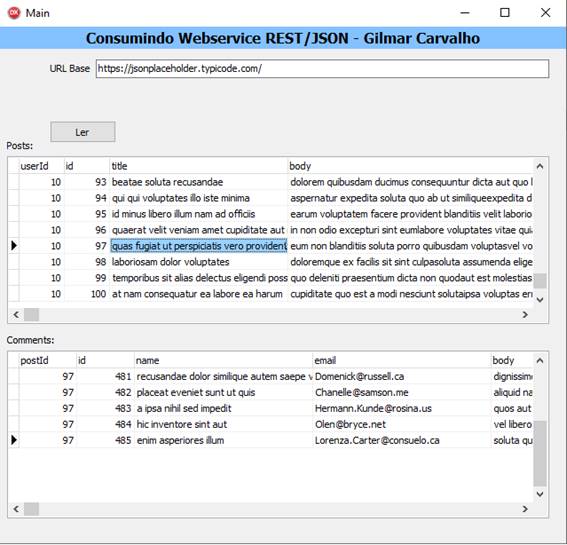 DX Main
Consumindo Webservice REST/JSON - Gilmar Carvalho
URL Base https://jsonplaceholder.typicode.com/
Ler
Posts:
userId id title body
10 93 beatae soluta recusandae dolorem quibusdam ducimus consequuntur dicta aut quo l
10 94 qui qui voluptates illo iste minima aspernatur expedita soluta quo ab ut similiqueexpedita d
10 95 id minus libero illum nam ad officiis earum voluptatem facere provident blanditiis velit laborio
10 96 quaerat velit veniam amet cupiditate aut in non odio excepturi sint eumlabore voluptates vitae quia
10 97 quas fugiat ut perspiciatis vero provident eum non blanditiis soluta porro quibusdam voluptasvel vo
10 98 laboriosam dolor voluptates doloremque ex facilis sit sint culpasoluta assumenda elige
10 99 temporibus sit alias delectus eligendi poss quo deleniti praesentium dicta non quodaut est molestias
10 100 at nam consequatur ea labore ea harum cupiditate quo est a modi nesciunt solutaipsa voluptas err
Comments:
postId id name email body
97 481 recusandae dolor similique autem saepe v Domenick@russell.ca dignissimo
97 482 placeat eveniet sunt ut quis Chanelle@samson.me aliquid na
97 483 a ipsa nihil sed impedit Hermann.Kunde@rosina.us quos aut
97 484 hic inventore sint aut Olen@bryce.net vel libero
97 485 enim asperiores illum Lorenza.Carter@consuelo.ca soluta qu